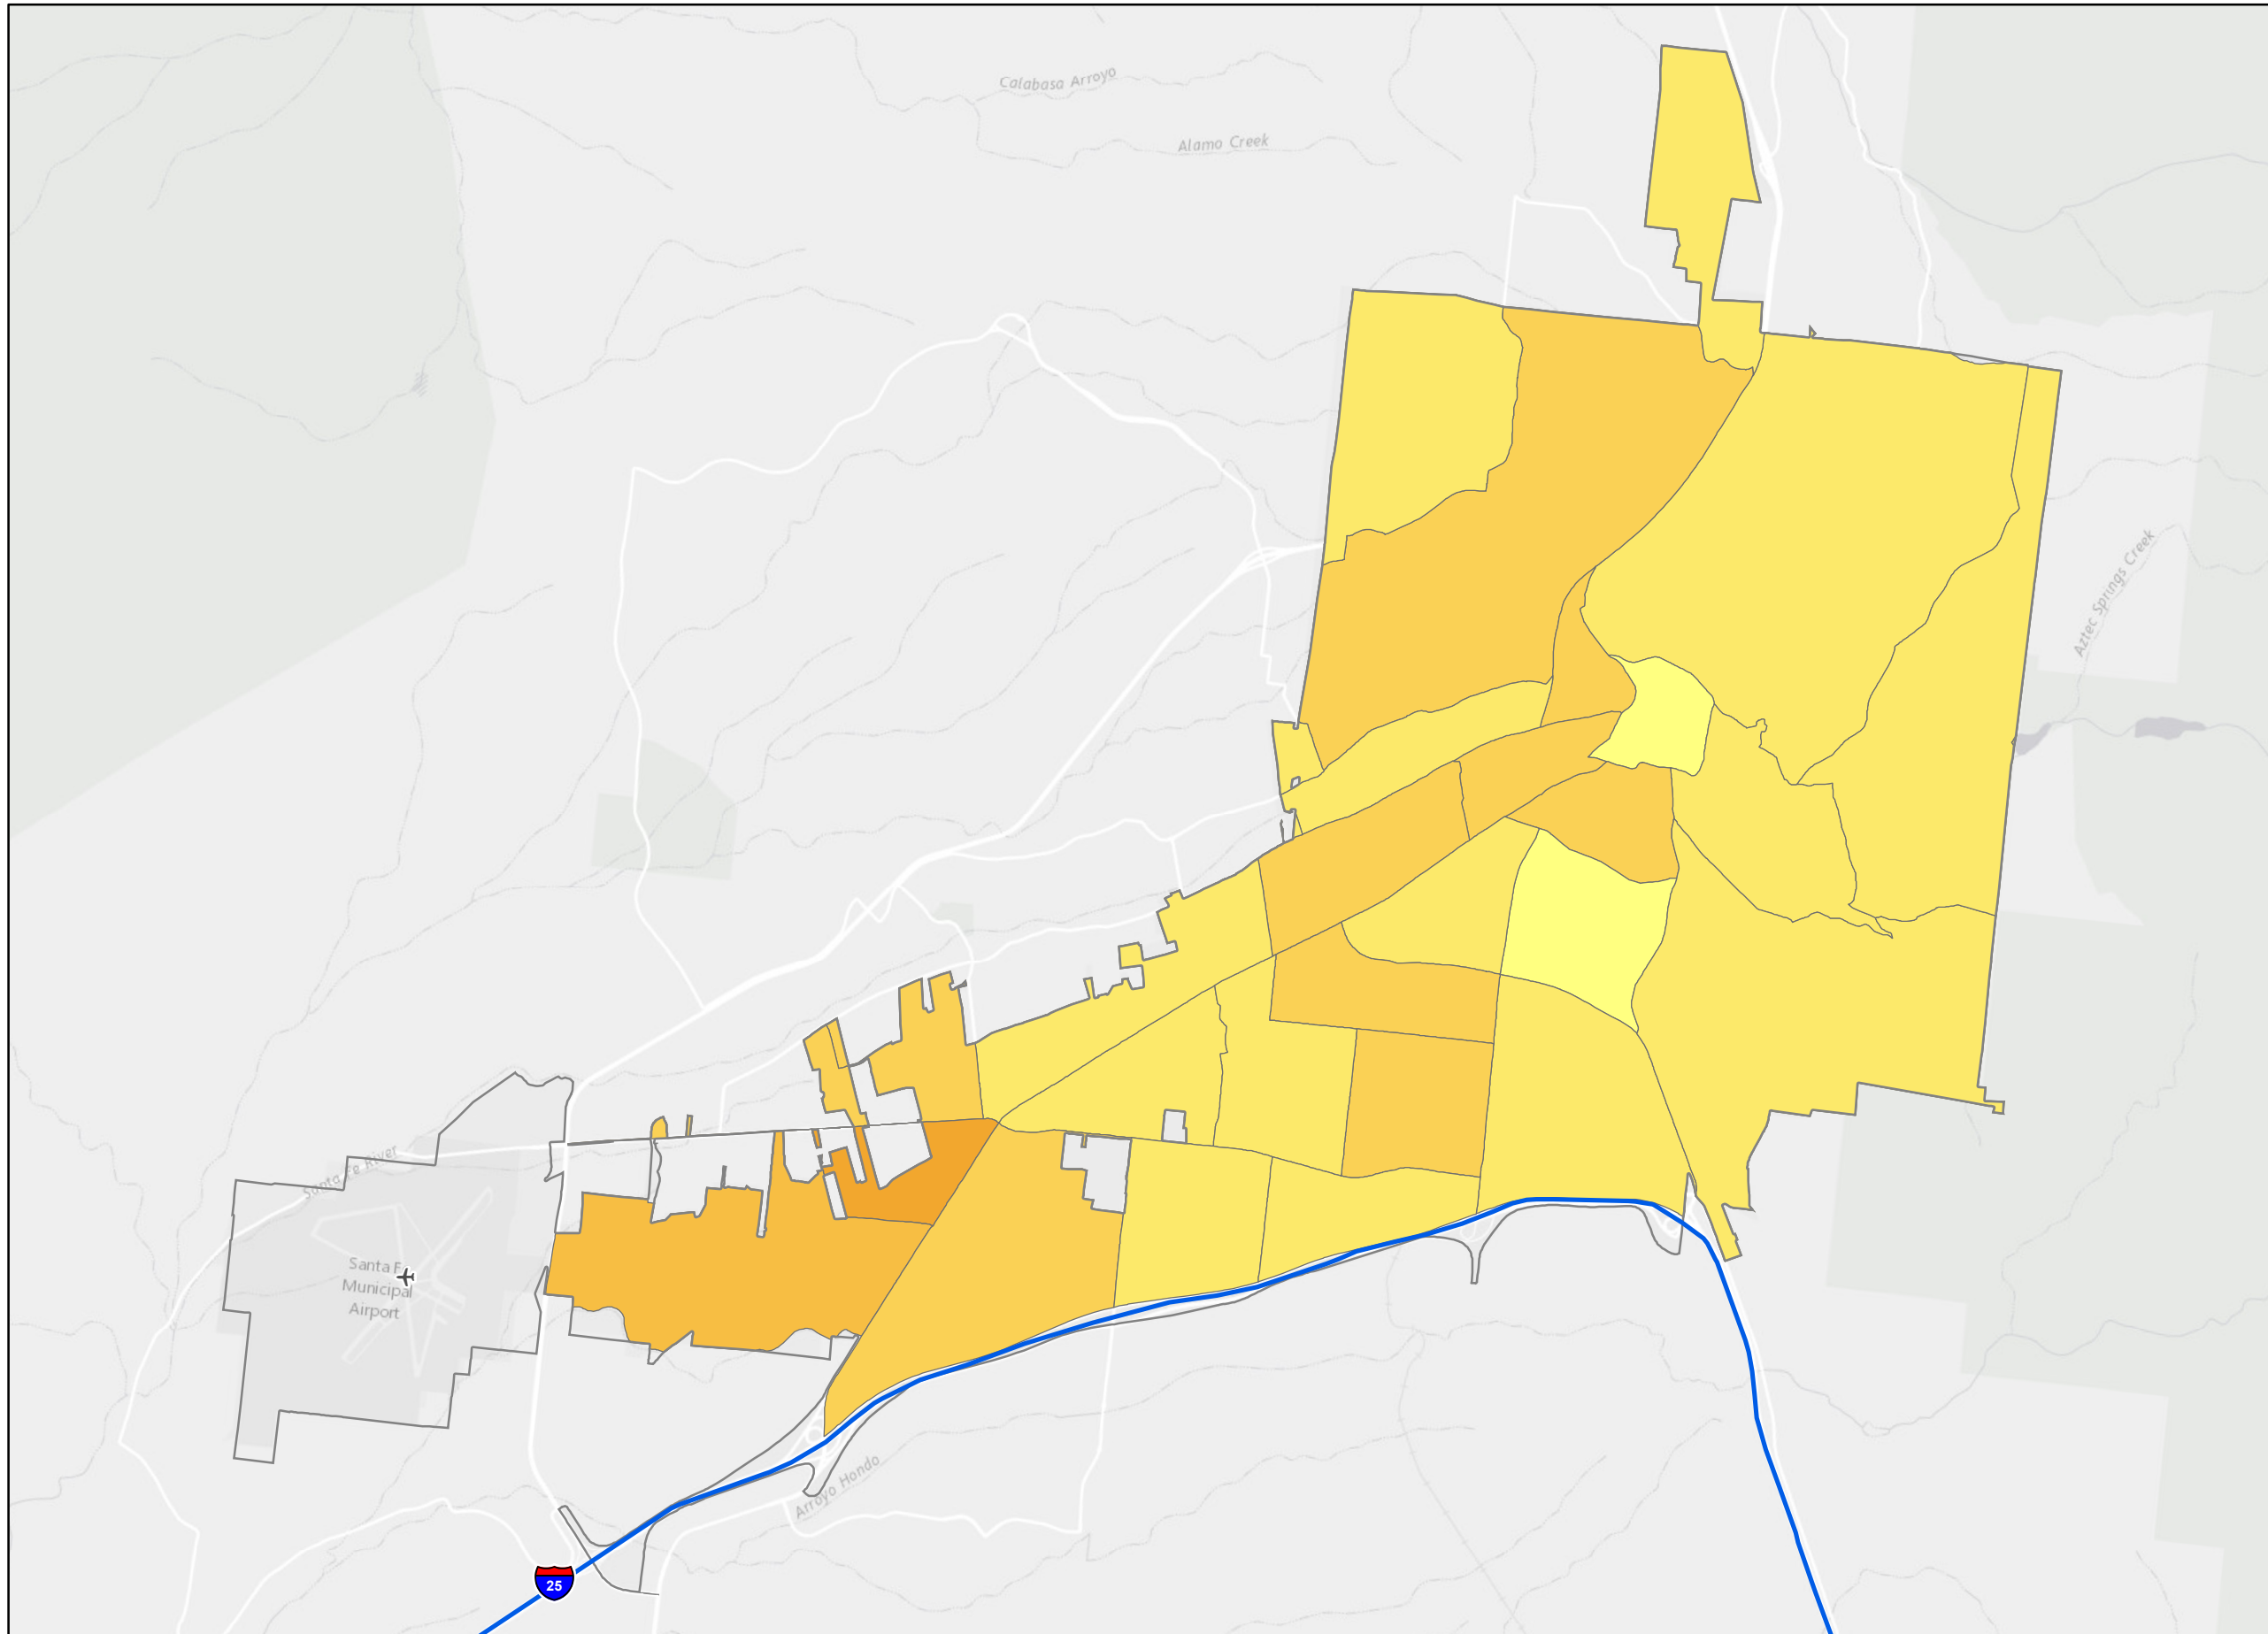 Calabasa Arroyo
Alamo Creek
Aztec Springs Creek
Santa Fe River
Santa Fe
Municipal
Airport
Arroyo Hondo
25